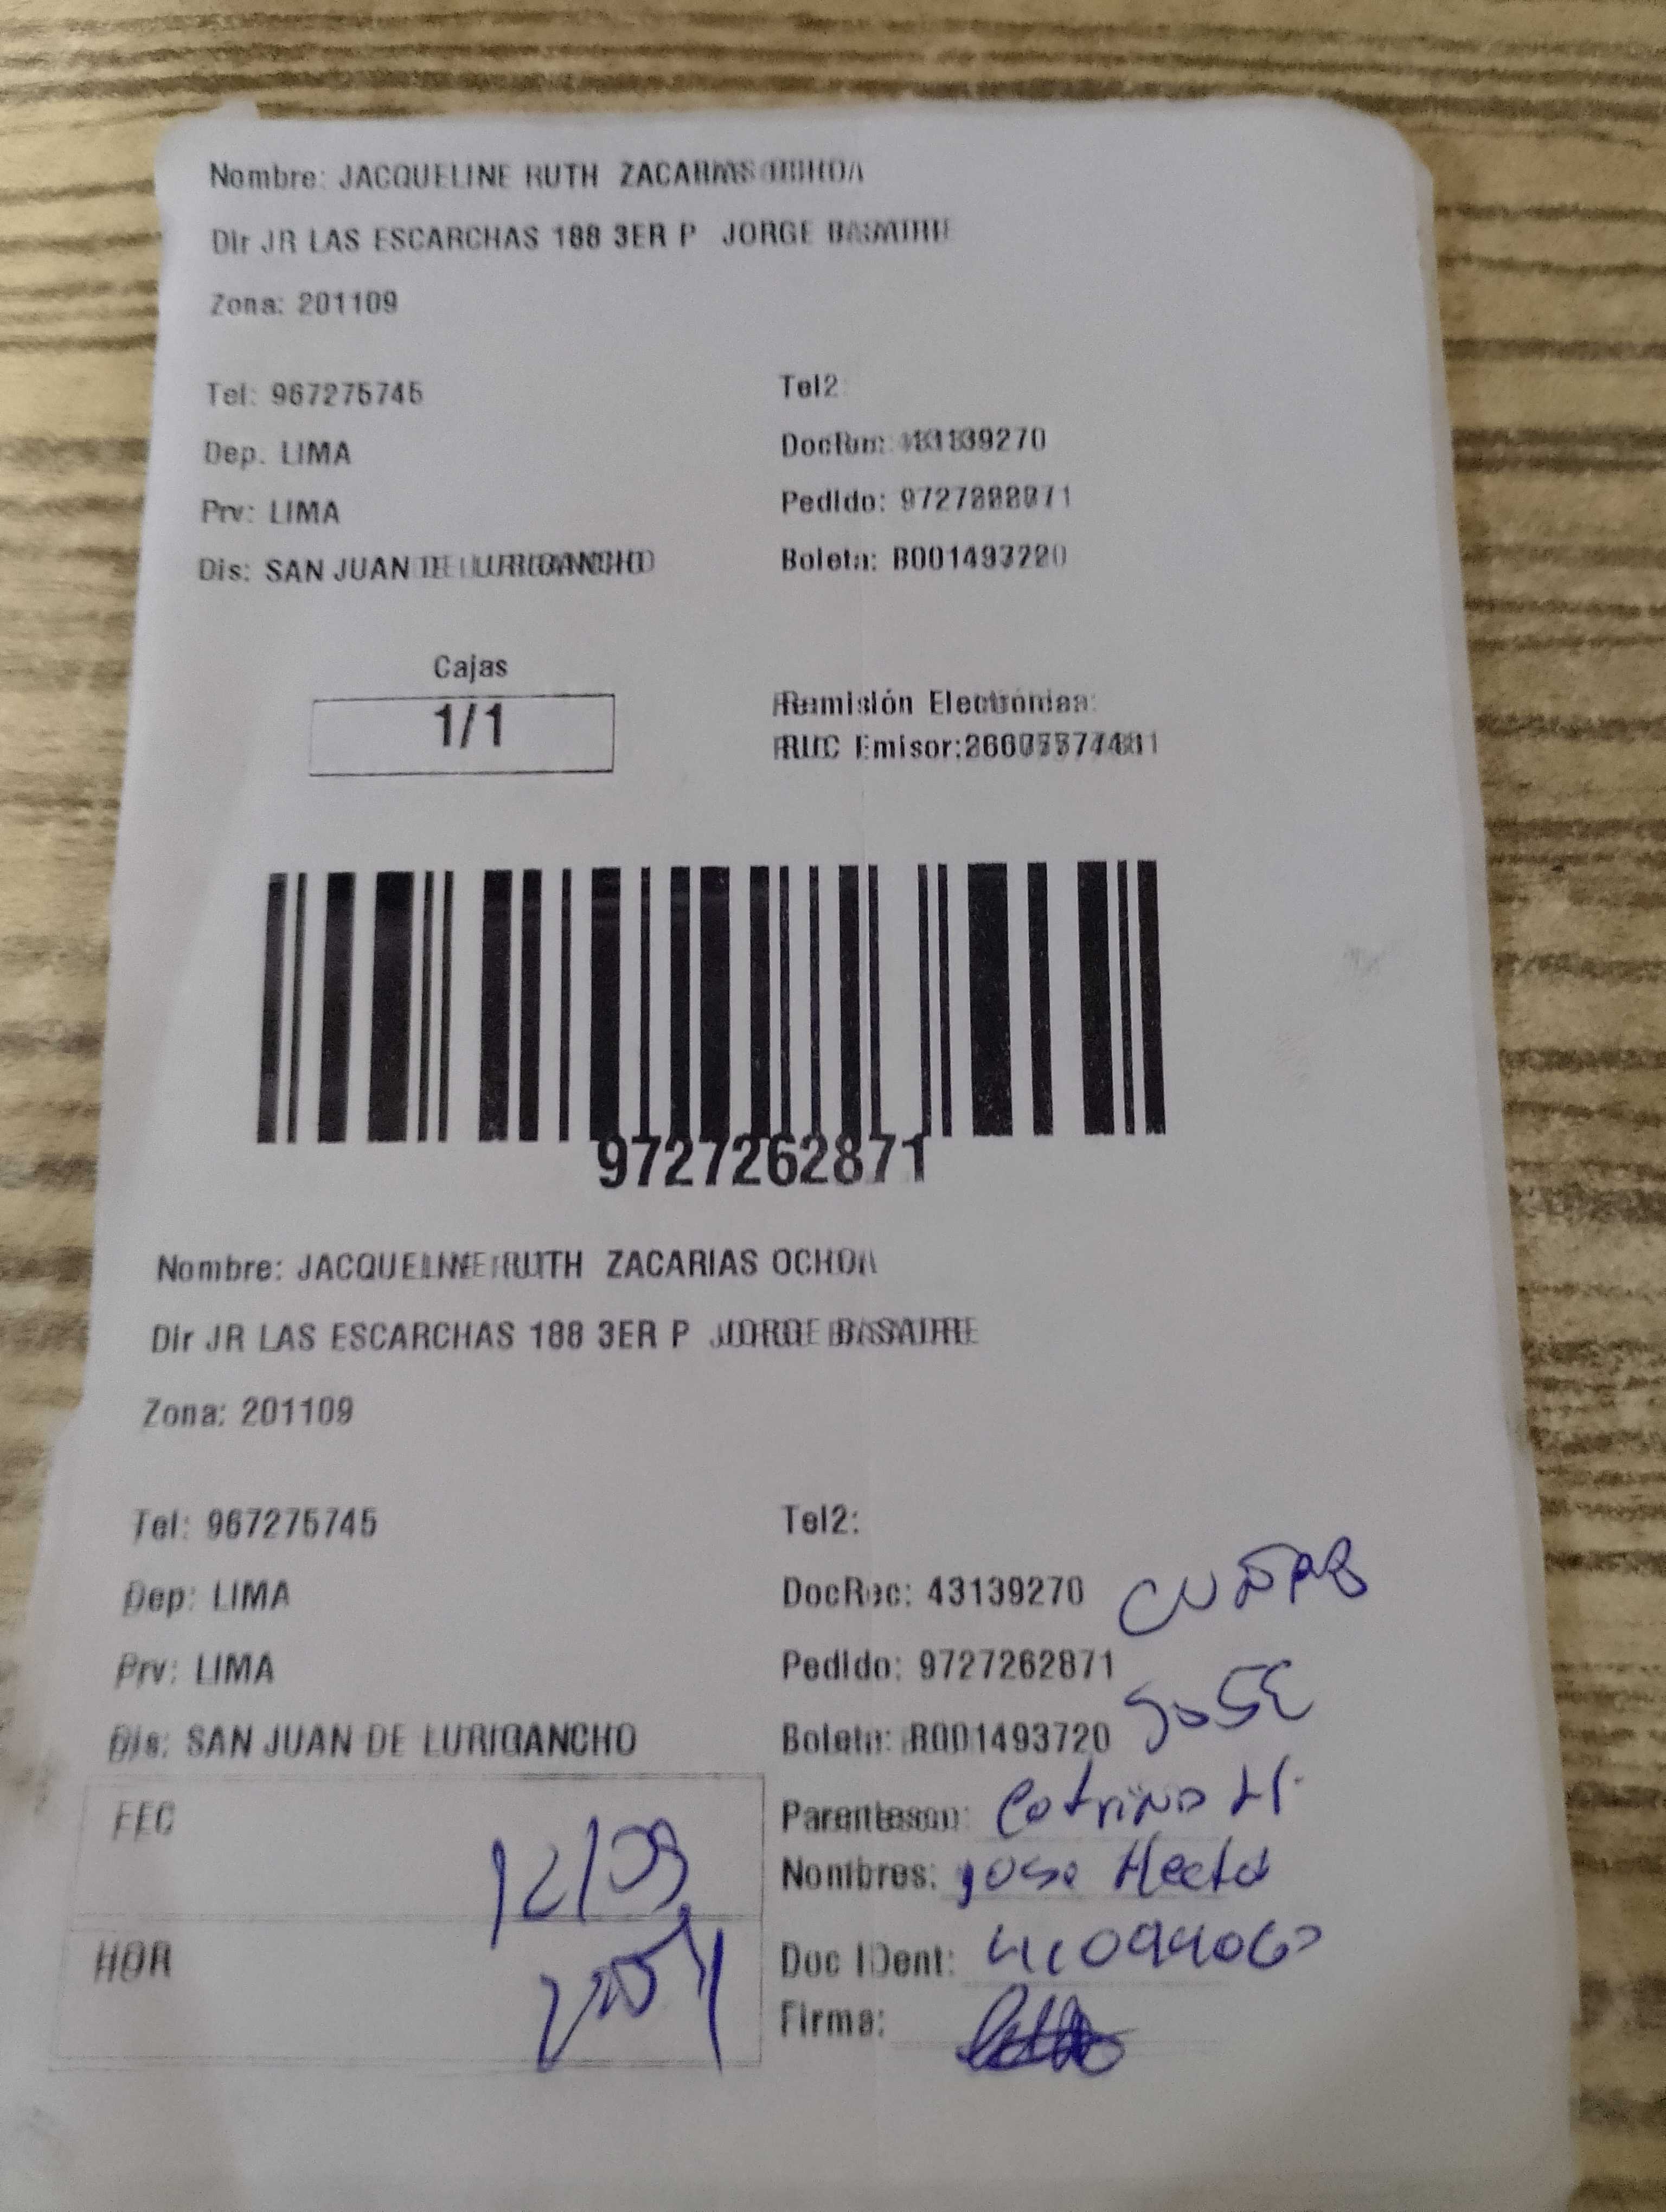 Nombre: JACQUELINE RUTH ZACARIAS OCHOA
Dir JR LAS ESCARCHAS 188 3ER P JORGE BASADRE
Zona: 201109
Tel: 967275745 Tel2:
Dep. LIMA DocRec: 43139270
Prv: LIMA Pedido:
Dis: SAN JUAN DE LURIGANCHO Boleta:
Cajas
1/1
Remisión Electrónica:
RUC Emisor:
9727262871
Nombre: JACQUELINE RUTH ZACARIAS OCHOA
Dir JR LAS ESCARCHAS 188 3ER P JORGE BASADRE
Zona: 201109
Tel: 967275745 Tel2:
Dep: LIMA DocRec: 43139270
Prv: LIMA Pedido: 9727262871
JOSE
Dis: SAN JUAN DE LURIGANCHO Boleta: B001493720
FEC 12/09 Parentesco: Cotrina H.
Nombres: Jose
HOR Doc IDent:
Firma: